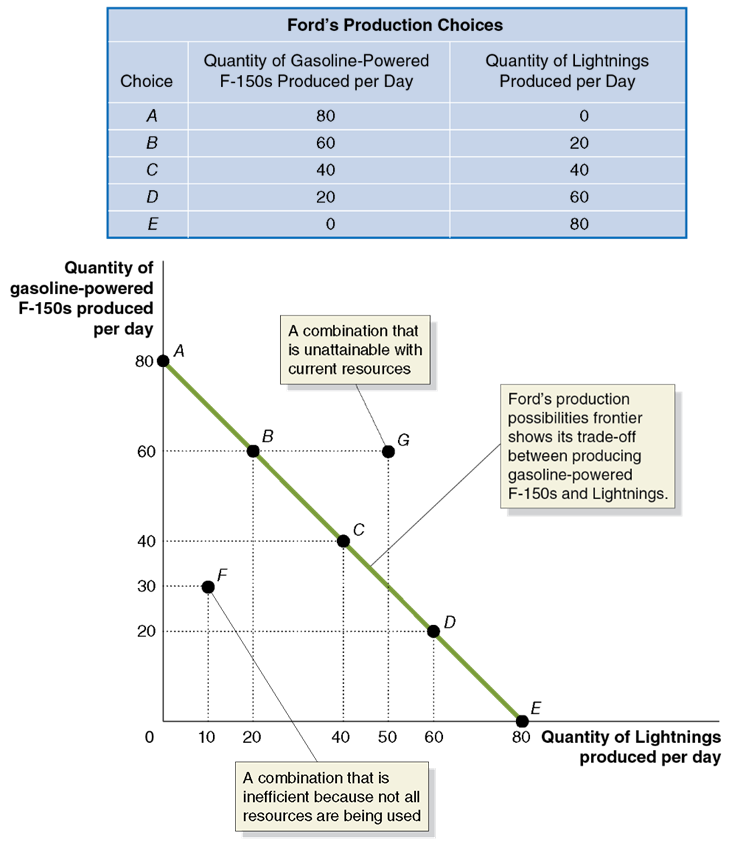 Ford's Production Choices
Choice
Quantity of Gasoline-Powered
F-150s Produced per Day
Quantity of Lightnings
Produced per Day
A 80 0
B 60 20
C 40 40
D 20 60
E 0 80
Quantity of
gasoline-powered
F-150s produced
per day
A combination that
is unattainable with
current resources
80 A
Ford's production
possibilities frontier
shows its trade-off
between producing
gasoline-powered
F-150s and Lightnings.
60 B G
40 C
30 F
20 D
E
0 10 20 40 50 60 80 Quantity of Lightnings
produced per day
A combination that is
inefficient because not all
resources are being used